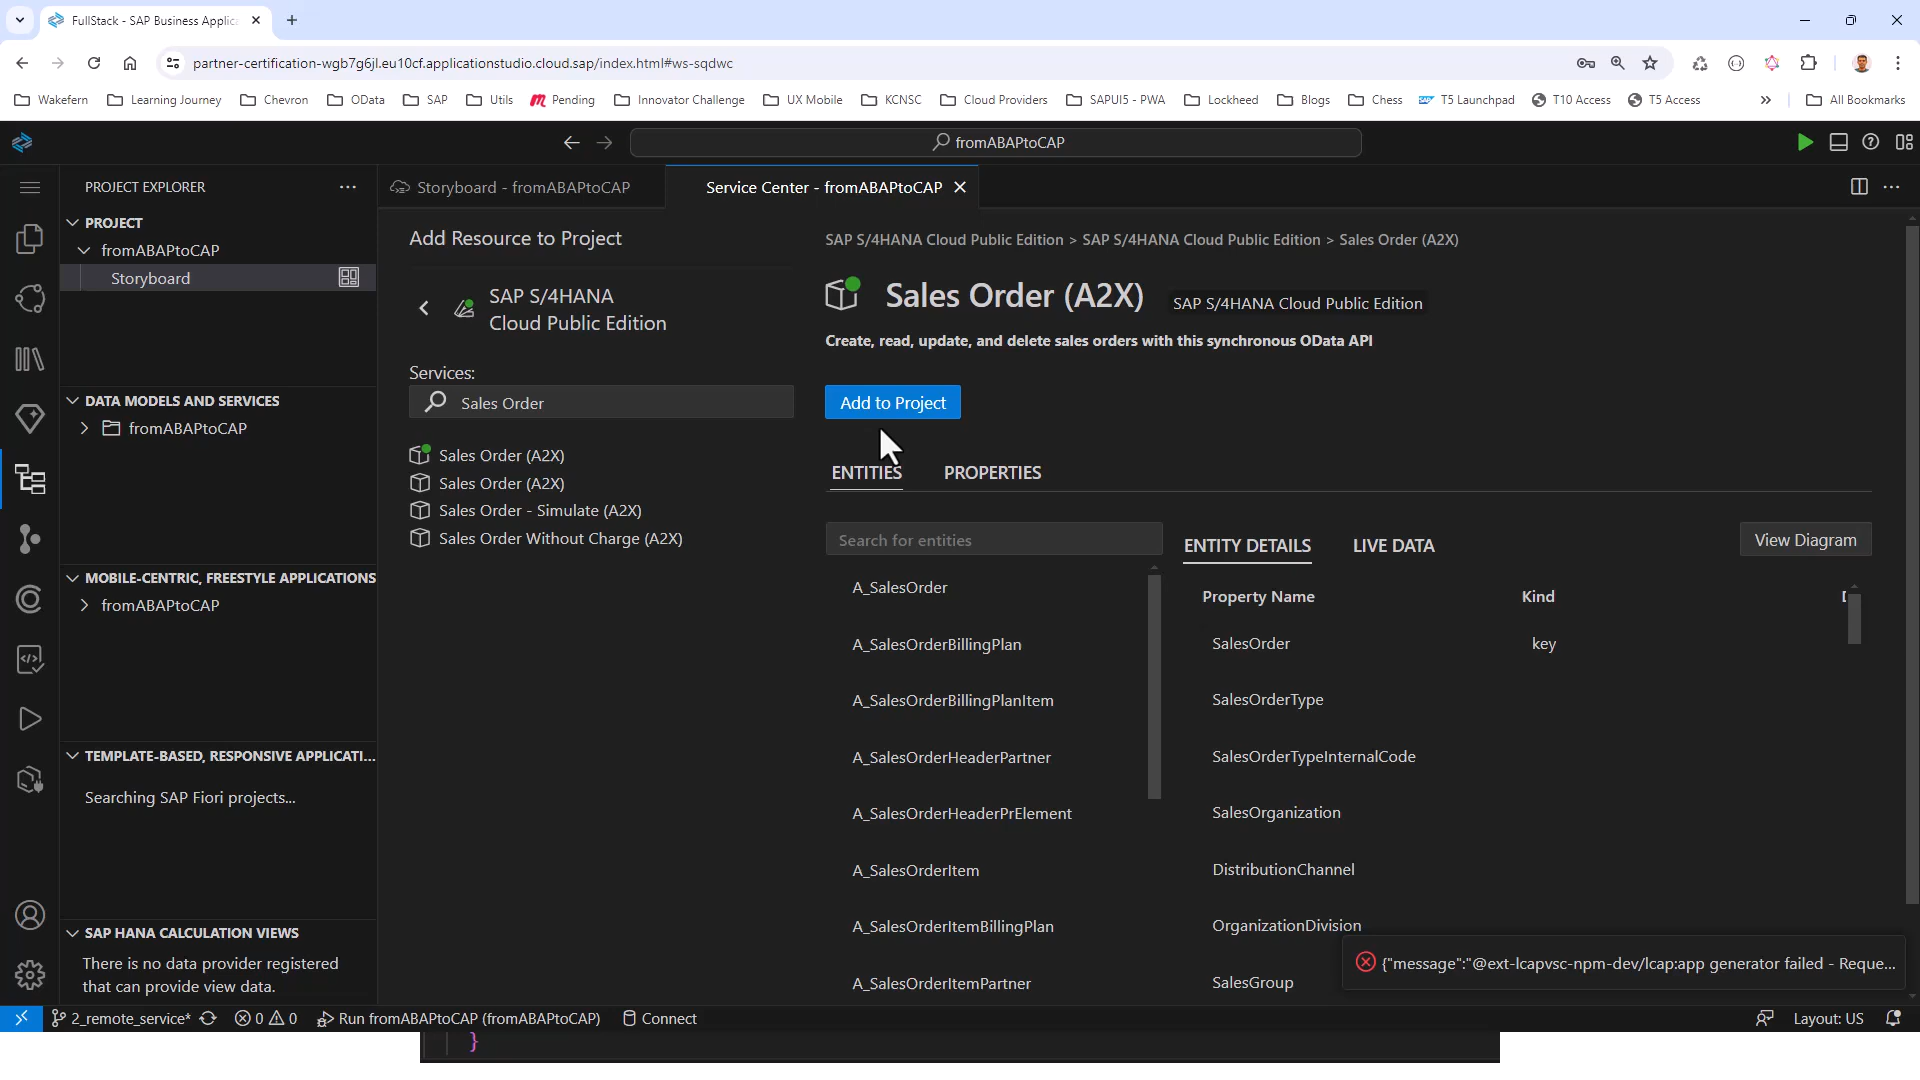 FullStack - SAP Business Applic
partner-certification-wgb7g6jl.eu10cf.applicationstudio.cloud.sap/index.html#ws-sqdwc
Wakefern
Learning Journey
Chevron
OData
SAP
Utils
Pending
Innovator Challenge
UX Mobile
KCNSC
Cloud Providers
SAPUI5 - PWA
Lockheed
Blogs
Chess
T5 Launchpad
T10 Access
T5 Access
All Bookmarks
fromABAPtoCAP
PROJECT EXPLORER
PROJECT
fromABAPtoCAP
Storyboard
DATA MODELS AND SERVICES
fromABAPtoCAP
MOBILE-CENTRIC, FREESTYLE APPLICATIONS
fromABAPtoCAP
TEMPLATE-BASED, RESPONSIVE APPLICATI...
Searching SAP Fiori projects...
SAP HANA CALCULATION VIEWS
There is no data provider registered
that can provide view data.
Storyboard - fromABAPtoCAP
Service Center - fromABAPtoCAP
Add Resource to Project
SAP S/4HANA
Cloud Public Edition
Services:
Sales Order
Sales Order (A2X)
Sales Order (A2X)
Sales Order - Simulate (A2X)
Sales Order Without Charge (A2X)
SAP S/4HANA Cloud Public Edition > SAP S/4HANA Cloud Public Edition > Sales Order (A2X)
Sales Order (A2X)
SAP S/4HANA Cloud Public Edition
Create, read, update, and delete sales orders with this synchronous OData API
Add to Project
ENTITIES
PROPERTIES
Search for entities
A_SalesOrder
A_SalesOrderBillingPlan
A_SalesOrderBillingPlanItem
A_SalesOrderHeaderPartner
A_SalesOrderHeaderPrElement
A_SalesOrderItem
A_SalesOrderItemBillingPlan
A_SalesOrderItemPartner
ENTITY DETAILS
LIVE DATA
View Diagram
Property Name
Kind
SalesOrder
key
SalesOrderType
SalesOrderTypeInternalCode
SalesOrganization
DistributionChannel
OrganizationDivision
SalesGroup
{"message":"@ext-lcapvsc-npm-dev/lcap:app generator failed - Reque...
2_remote_service*
0
0
Run fromABAPtoCAP (fromABAPtoCAP)
Connect
Layout: US
}